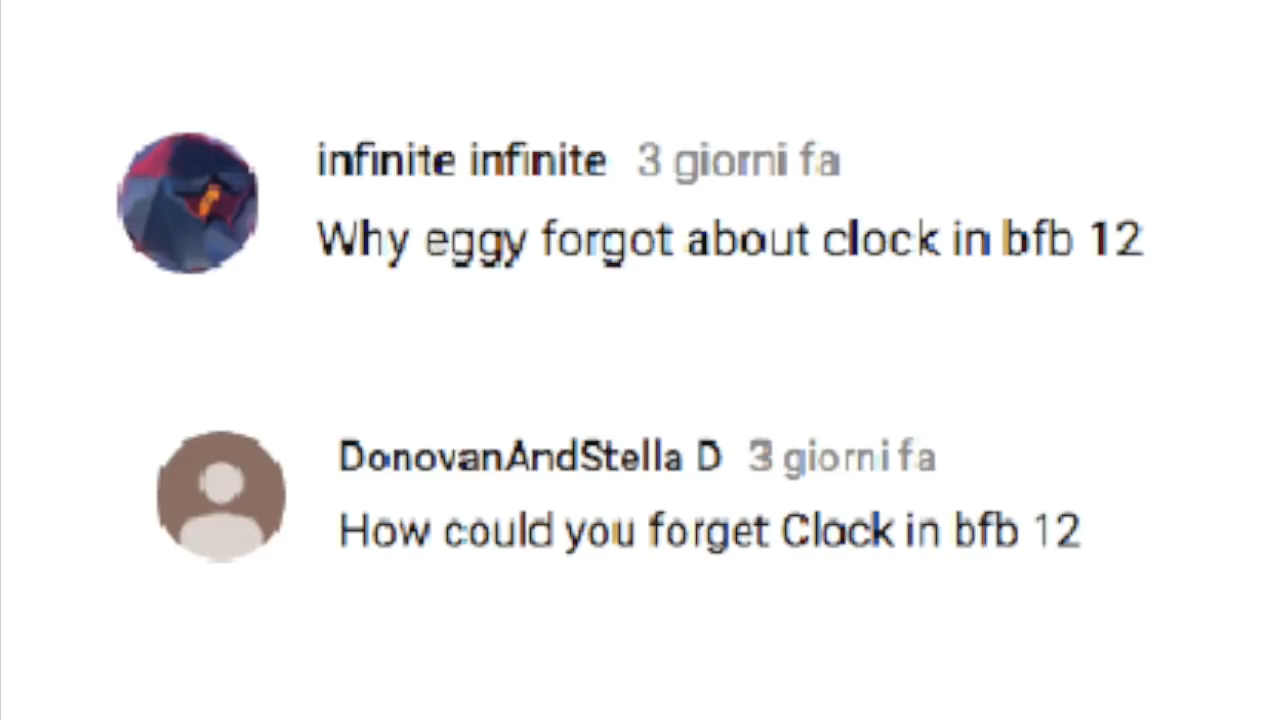 infinite infinite 3 giorni fa
Why eggy forgot about clock in bfb 12
DonovanAndStella D 3 giorni fa
How could you forget Clock in bfb 12